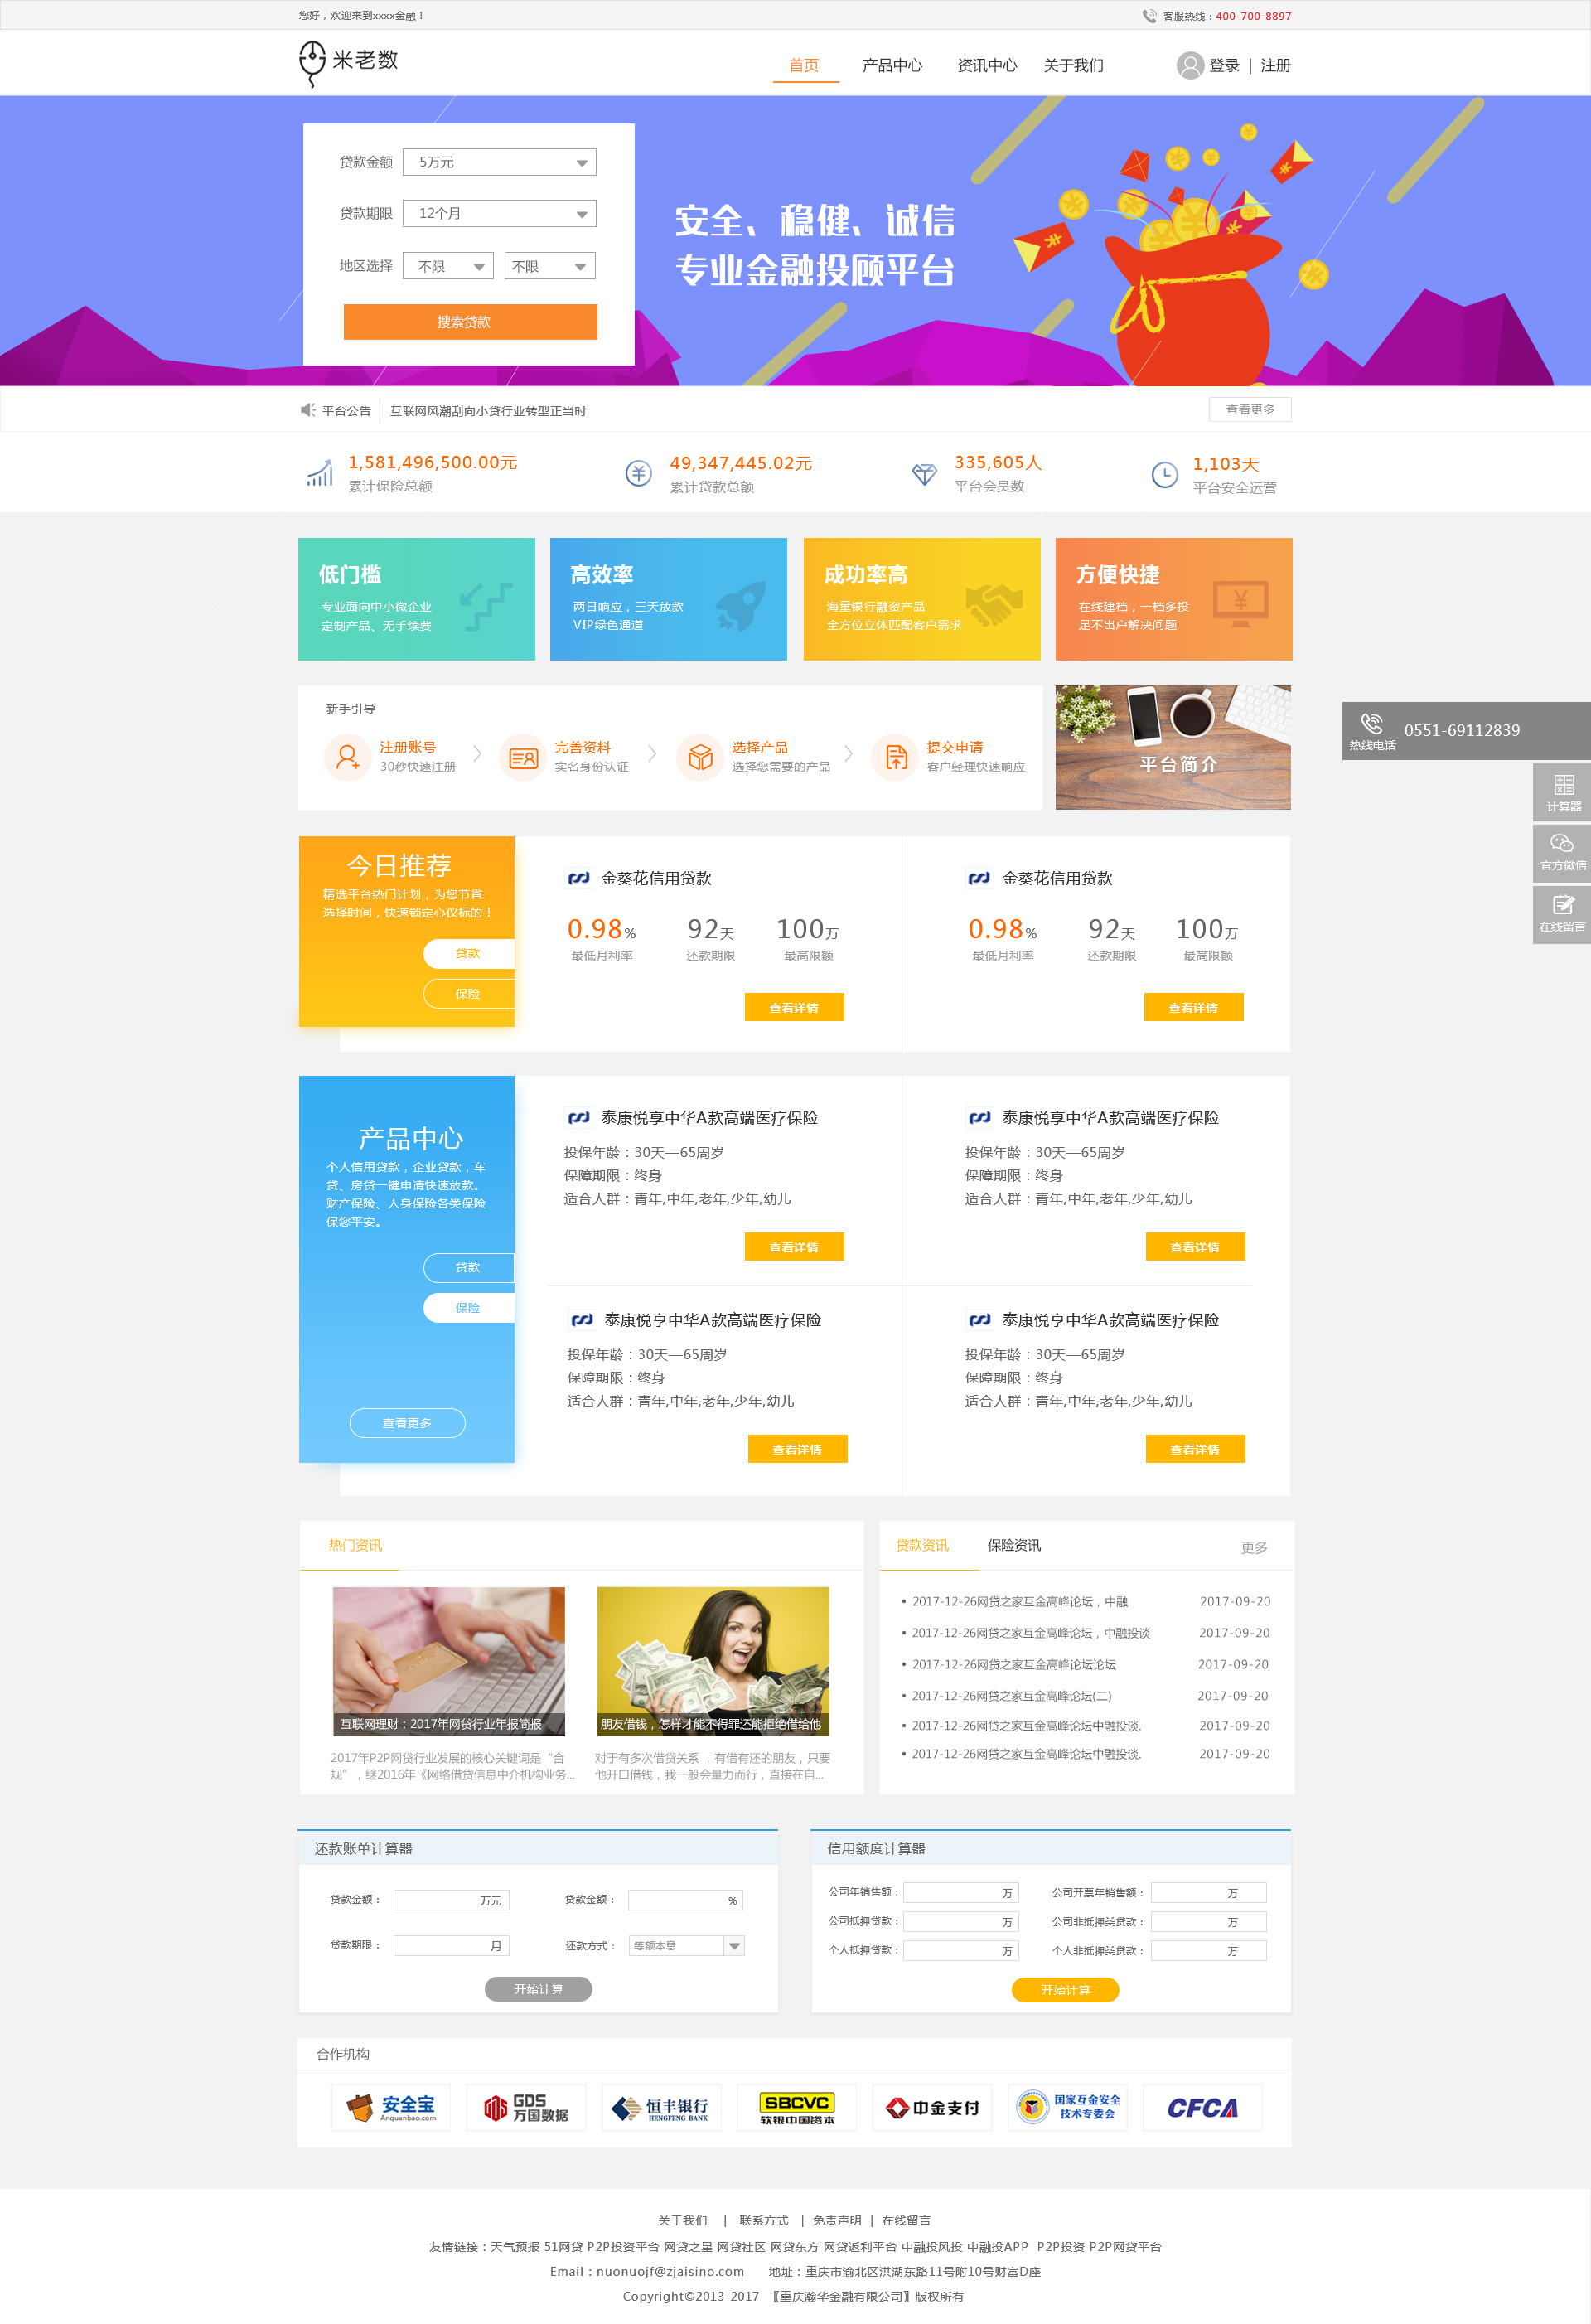 您好，欢迎来到xxxx金融！
客服热线：400-700-8897
米老数
首页 产品中心 资讯中心 关于我们
登录 | 注册
贷款金额 5万元
贷款期限 12个月
地区选择 不限 不限
搜索贷款
安全、稳健、诚信
专业金融投顾平台
平台公告 互联网风潮刮向小贷行业转型正当时
查看更多
1,581,496,500.00元
累计保险总额
49,347,445.02元
累计贷款总额
335,605人
平台会员数
1,103天
平台安全运营
低门槛
专业面向中小微企业
定制产品、无手续费
高效率
两日响应，三天放款
VIP绿色通道
成功率高
海量银行融资产品
全方位立体匹配客户需求
方便快捷
在线建档，一档多投
足不出户解决问题
新手引导
注册账号
30秒快速注册
完善资料
实名身份认证
选择产品
选择您需要的产品
提交申请
客户经理快速响应
平台简介
热线电话
0551-69112839
计算器
官方微信
在线留言
今日推荐
精选平台热门计划，为您节省
选择时间，快速锁定心仪标的！
贷款
保险
金葵花信用贷款
0.98% 92天 100万
最低月利率 还款期限 最高限额
查看详情
金葵花信用贷款
0.98% 92天 100万
最低月利率 还款期限 最高限额
查看详情
产品中心
个人信用贷款，企业贷款，车
贷、房贷一键申请快速放款。
财产保险、人身保险各类保险
保您平安。
贷款
保险
查看更多
泰康悦享中华A款高端医疗保险
投保年龄：30天—65周岁
保障期限：终身
适合人群：青年,中年,老年,少年,幼儿
查看详情
泰康悦享中华A款高端医疗保险
投保年龄：30天—65周岁
保障期限：终身
适合人群：青年,中年,老年,少年,幼儿
查看详情
泰康悦享中华A款高端医疗保险
投保年龄：30天—65周岁
保障期限：终身
适合人群：青年,中年,老年,少年,幼儿
查看详情
泰康悦享中华A款高端医疗保险
投保年龄：30天—65周岁
保障期限：终身
适合人群：青年,中年,老年,少年,幼儿
查看详情
热门资讯
互联网理财：2017年网贷行业年报简报
2017年P2P网贷行业发展的核心关键词是“合
规”，继2016年《网络借贷信息中介机构业务...
朋友借钱，怎样才能不得罪还能拒绝借给他
对于有多次借贷关系 ，有借有还的朋友，只要
他开口借钱，我一般会量力而行，直接在自...
贷款资讯 保险资讯 更多
• 2017-12-26网贷之家互金高峰论坛，中融 2017-09-20
• 2017-12-26网贷之家互金高峰论坛，中融投谈 2017-09-20
• 2017-12-26网贷之家互金高峰论坛论坛 2017-09-20
• 2017-12-26网贷之家互金高峰论坛(二) 2017-09-20
• 2017-12-26网贷之家互金高峰论坛中融投谈. 2017-09-20
• 2017-12-26网贷之家互金高峰论坛中融投谈. 2017-09-20
还款账单计算器
贷款金额： 万元 贷款金额： %
贷款期限： 月 还款方式： 等额本息
开始计算
信用额度计算器
公司年销售额： 万 公司开票年销售额： 万
公司抵押贷款： 万 公司非抵押类贷款： 万
个人抵押贷款： 万 个人非抵押类贷款： 万
开始计算
合作机构
安全宝
Anquanbao.com
GDS
万国数据
恒丰银行
HENGFENG BANK
SBCVC
软银中国资本
中金支付
国家互金安全
技术专委会
CFCA
关于我们 | 联系方式 | 免责声明 | 在线留言
友情链接：天气预报 51网贷 P2P投资平台 网贷之星 网贷社区 网贷东方 网贷返利平台 中融投风投 中融投APP P2P投资 P2P网贷平台
Email：nuonuojf@zjaisino.com 地址：重庆市渝北区洪湖东路11号附10号财富D座
Copyright©2013-2017 〖重庆瀚华金融有限公司〗版权所有